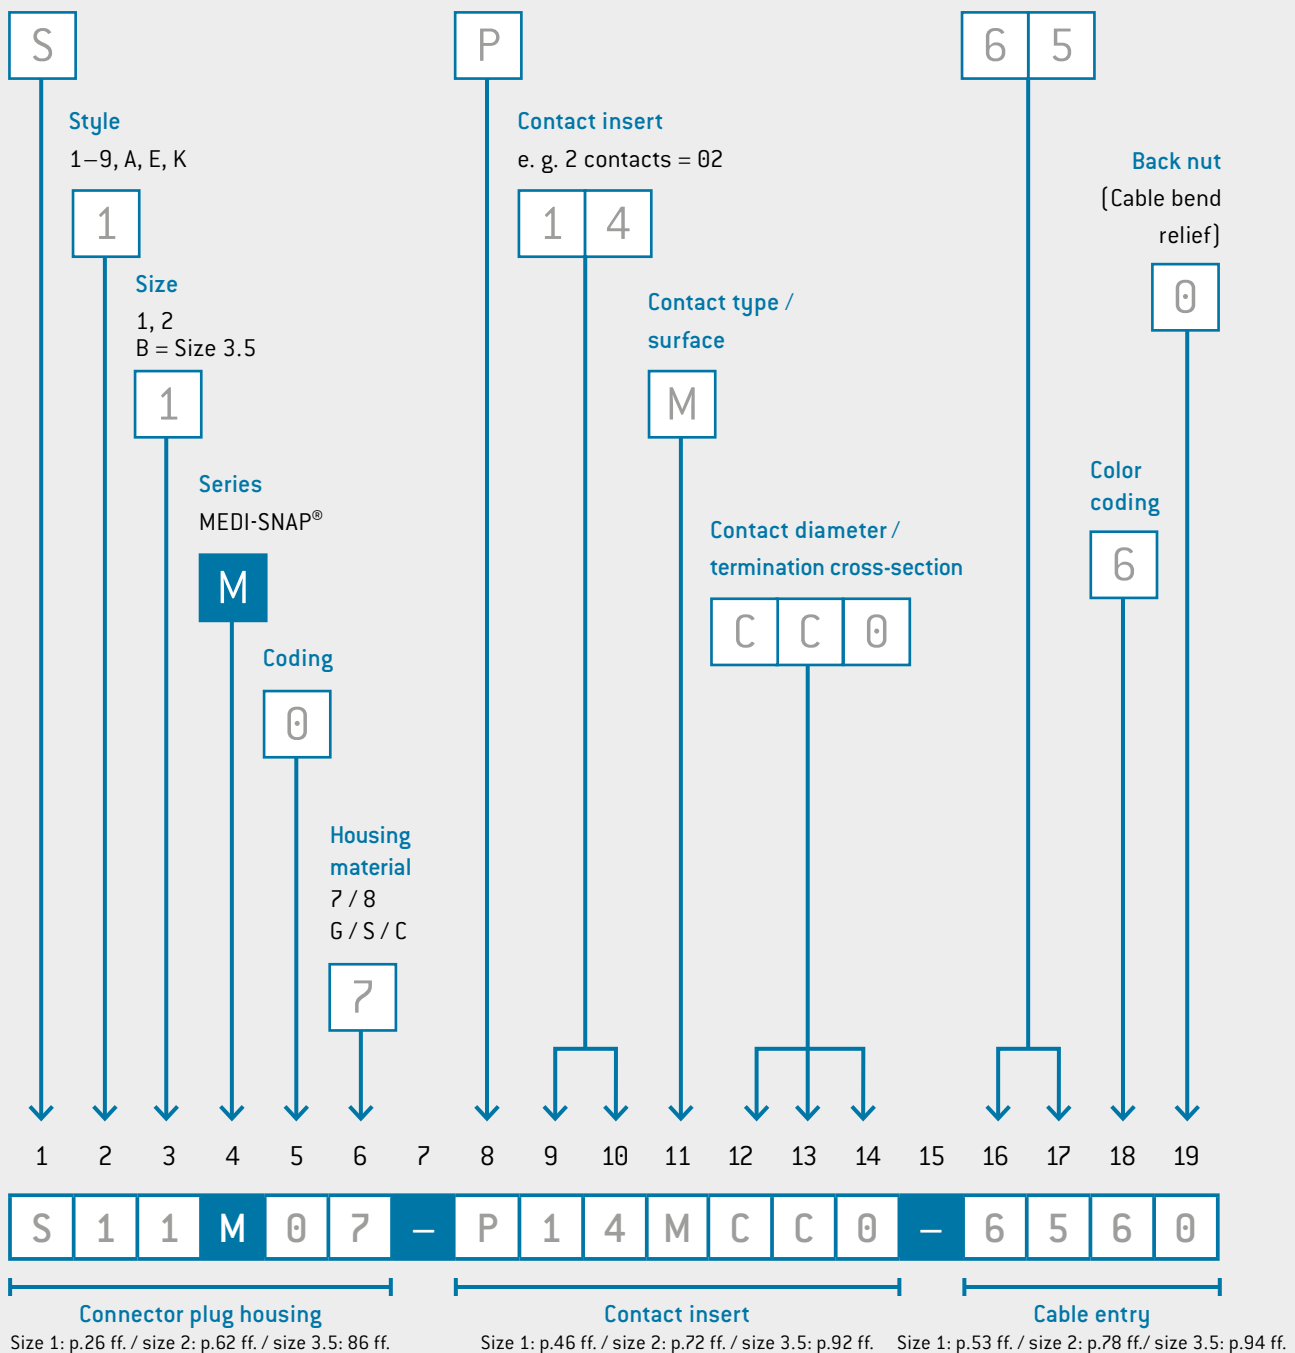 S
P
6 5
Style
1–9, A, E, K
1
Contact insert
e. g. 2 contacts = 02
1 4
Back nut
(Cable bend
relief)
0
Size
1, 2
B = Size 3.5
1
Contact type /
surface
M
Series
MEDI-SNAP®
M
Color
coding
6
Contact diameter /
termination cross-section
C C 0
Coding
0
Housing
material
7 / 8
G / S / C
7
1 2 3 4 5 6 7 8 9 10 11 12 13 14 15 16 17 18 19
S 1 1 M 0 7 – P 1 4 M C C 0 – 6 5 6 0
Connector plug housing
Size 1: p.26 ff. / size 2: p.62 ff. / size 3.5: 86 ff.
Contact insert
Size 1: p.46 ff. / size 2: p.72 ff. / size 3.5: p.92 ff.
Cable entry
Size 1: p.53 ff. / size 2: p.78 ff./ size 3.5: p.94 ff.